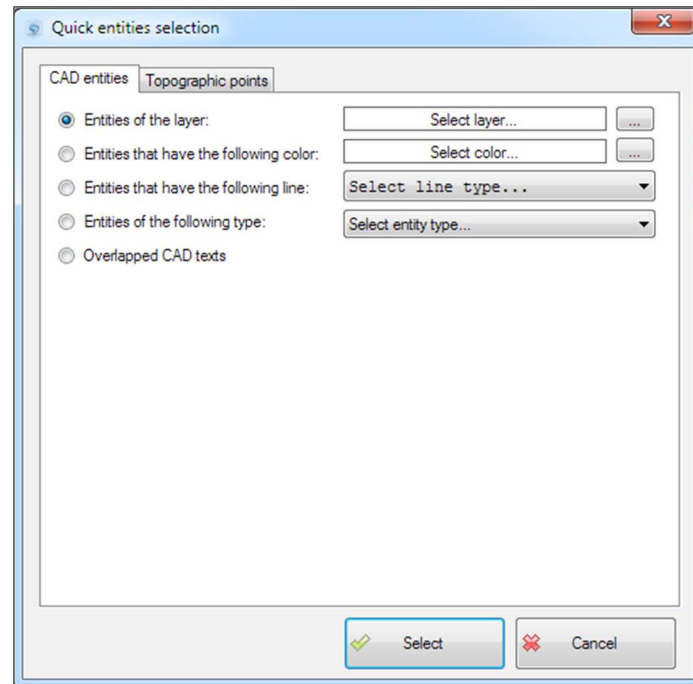 Quick entities selection
CAD entities Topographic points
Entities of the layer: Select layer... ...
Entities that have the following color: Select color... ...
Entities that have the following line: Select line type...
Entities of the following type: Select entity type...
Overlapped CAD texts
Select Cancel